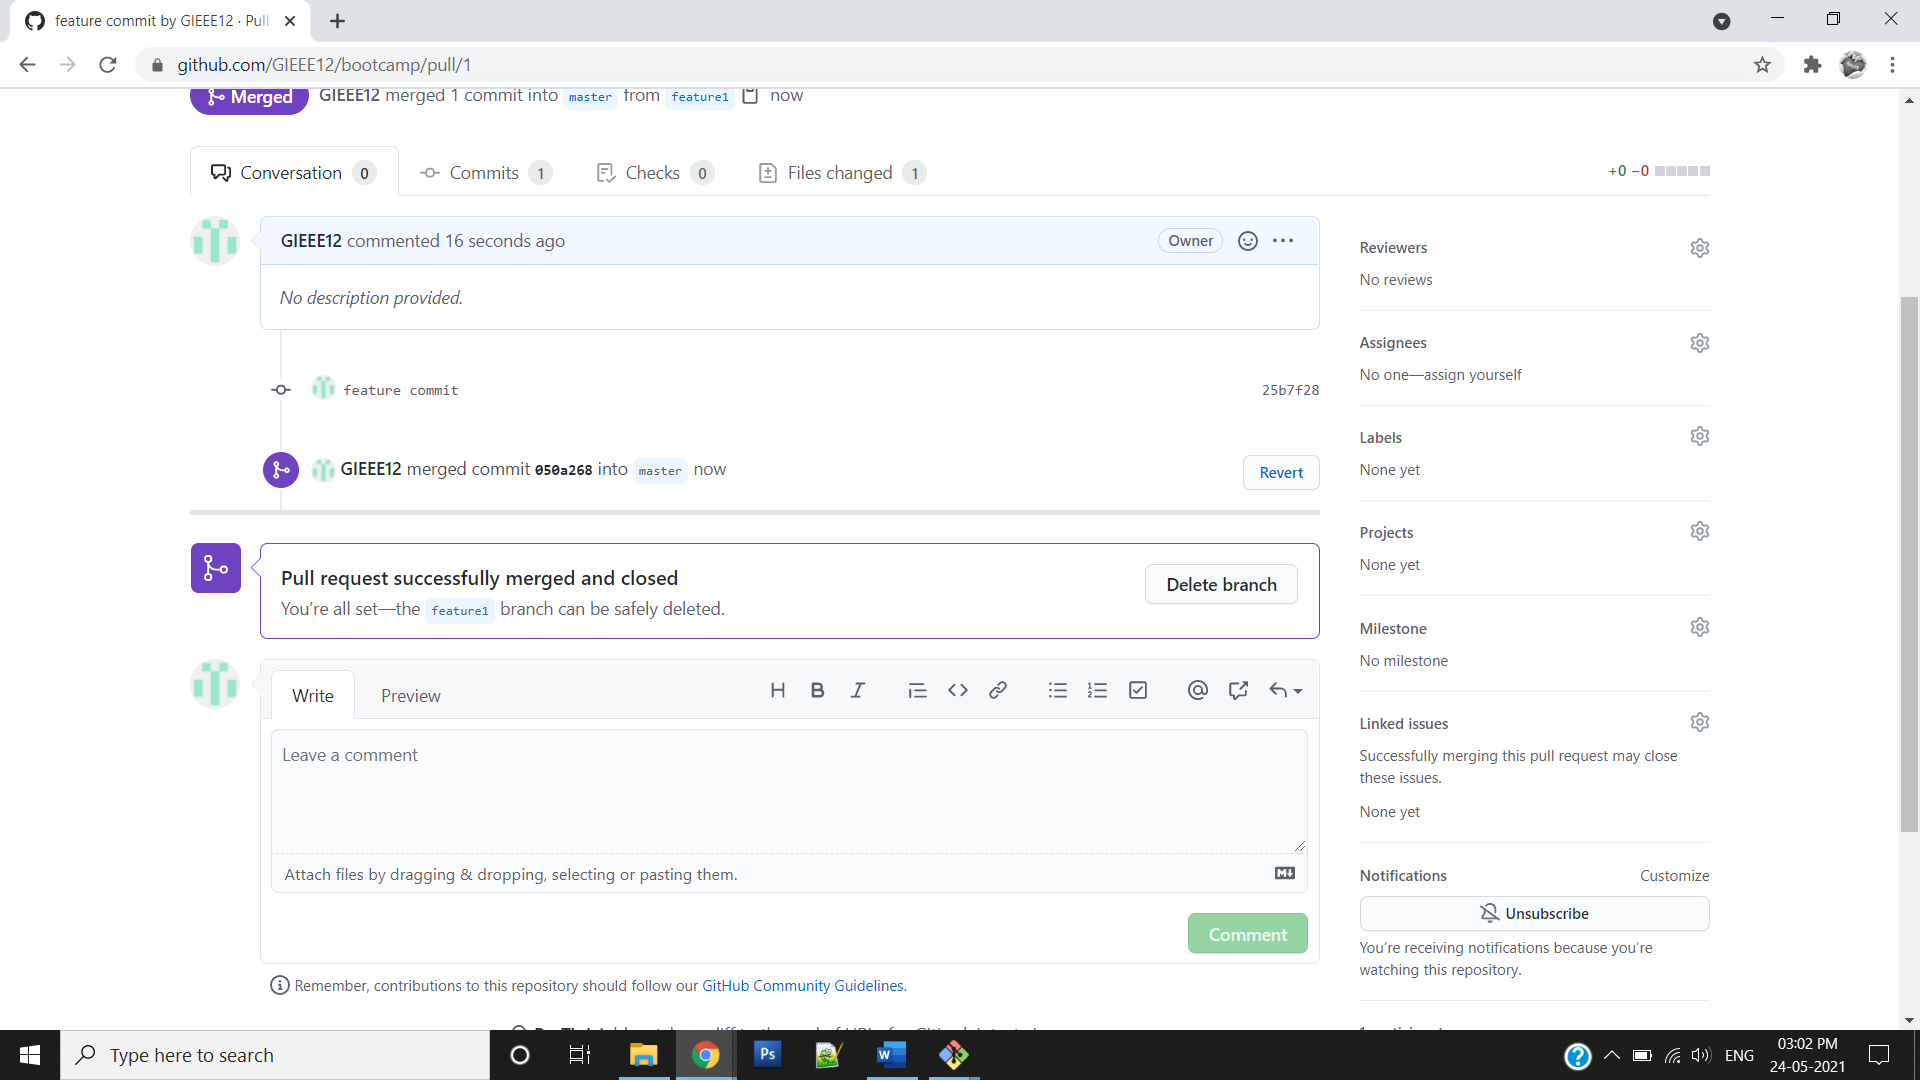 feature commit by GIEEE12 · Pull
github.com/GIEEE12/bootcamp/pull/1
Merged GIEEE12 merged 1 commit into master from feature1 now
Conversation 0 Commits 1 Checks 0 Files changed 1 +0 −0
GIEEE12 commented 16 seconds ago Owner
No description provided.
feature commit 25b7f28
GIEEE12 merged commit 050a268 into master now Revert
Pull request successfully merged and closed
You're all set—the feature1 branch can be safely deleted.
Delete branch
Write Preview
Leave a comment
Attach files by dragging & dropping, selecting or pasting them.
Comment
Remember, contributions to this repository should follow our GitHub Community Guidelines.
Reviewers
No reviews
Assignees
No one—assign yourself
Labels
None yet
Projects
None yet
Milestone
No milestone
Linked issues
Successfully merging this pull request may close
these issues.
None yet
Notifications Customize
Unsubscribe
You're receiving notifications because you're
watching this repository.
Type here to search
Ps
W
ENG
03:02 PM
24-05-2021